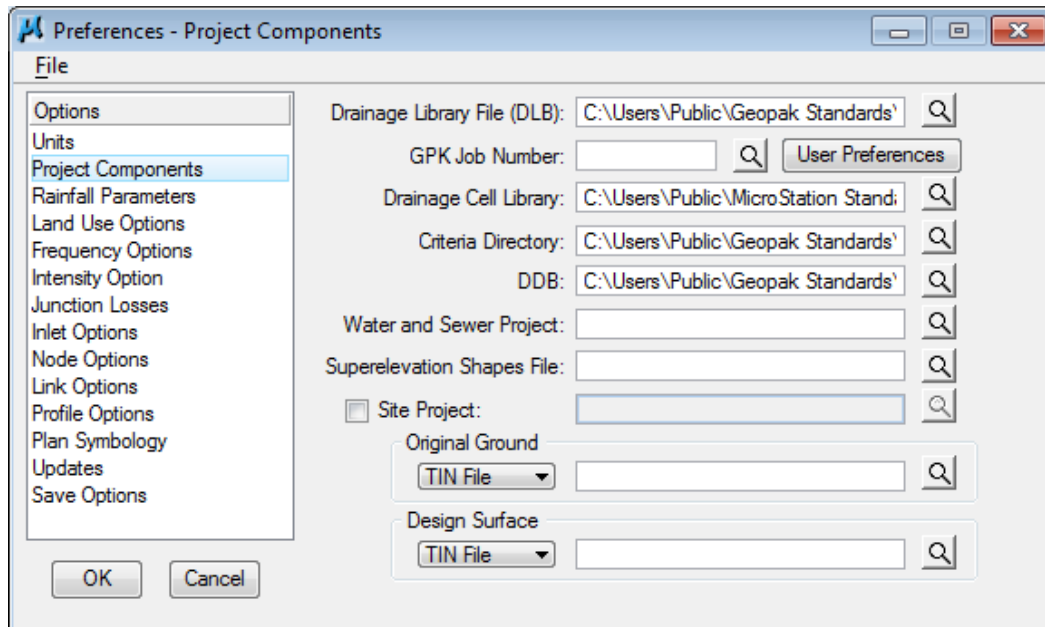 Preferences - Project Components
File
Options
Units
Project Components
Rainfall Parameters
Land Use Options
Frequency Options
Intensity Option
Junction Losses
Inlet Options
Node Options
Link Options
Profile Options
Plan Symbology
Updates
Save Options
OK Cancel
Drainage Library File (DLB): C:\Users\Public\Geopak Standards\
GPK Job Number: User Preferences
Drainage Cell Library: C:\Users\Public\MicroStation Standa
Criteria Directory: C:\Users\Public\Geopak Standards\
DDB: C:\Users\Public\Geopak Standards\
Water and Sewer Project:
Superelevation Shapes File:
Site Project:
Original Ground
TIN File
Design Surface
TIN File